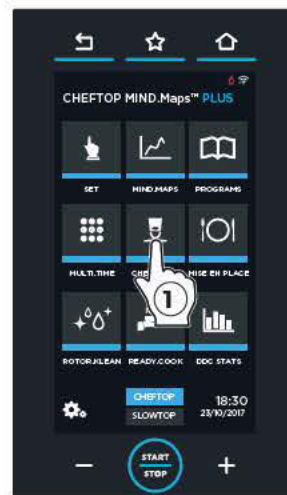 CHEFTOP MIND.Maps™ PLUS
SET
MIND.MAPS
PROGRAMS
MULTI.TIME
MISE EN PLACE
1
ROTOR.KLEAN
READY.COOK
DDC STATS
CHEFTOP
SLOWTOP
18:30
23/10/2017
− START STOP +